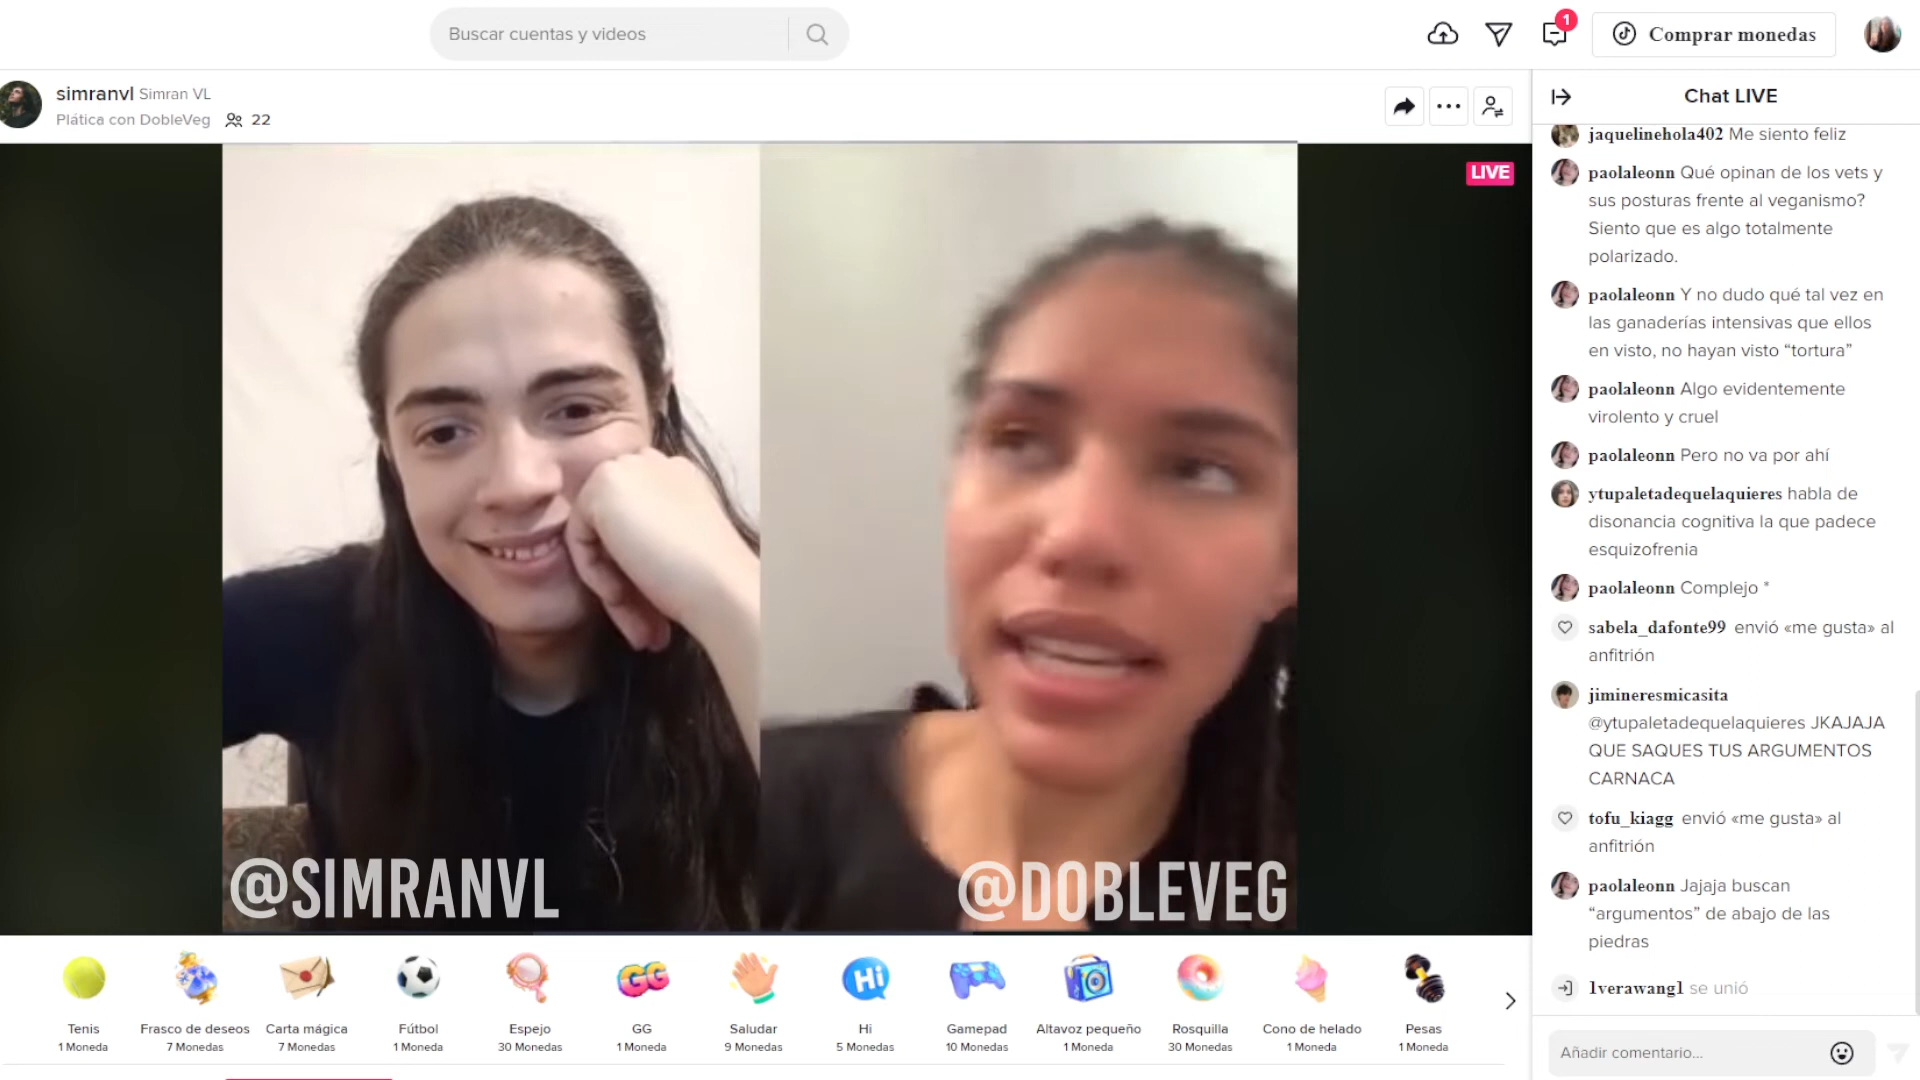 Buscar cuentas y videos
1
Comprar monedas
simranvl Simran VL
Plática con DobleVeg 22
LIVE
@SIMRANVL
@DOBLEVEG
Tenis
1 Moneda
Frasco de deseos
7 Monedas
Carta mágica
7 Monedas
Fútbol
1 Moneda
Espejo
30 Monedas
GG
GG
1 Moneda
Saludar
9 Monedas
Hi
Hi
5 Monedas
Gamepad
10 Monedas
Altavoz pequeño
1 Moneda
Rosquilla
30 Monedas
Cono de helado
1 Moneda
Pesas
1 Moneda
Chat LIVE
jaquelinehola402 Me siento feliz
paolaleonn Qué opinan de los vets y
sus posturas frente al veganismo?
Siento que es algo totalmente
polarizado.
paolaleonn Y no dudo qué tal vez en
las ganaderías intensivas que ellos
en visto, no hayan visto “tortura”
paolaleonn Algo evidentemente
virolento y cruel
paolaleonn Pero no va por ahí
ytupaletadequelaquieres habla de
disonancia cognitiva la que padece
esquizofrenia
paolaleonn Complejo *
sabela_dafonte99 envió «me gusta» al
anfitrión
jimineresmicasita
@ytupaletadequelaquieres JKAJAJA
QUE SAQUES TUS ARGUMENTOS
CARNACA
tofu_kiagg envió «me gusta» al
anfitrión
paolaleonn Jajaja buscan
“argumentos” de abajo de las
piedras
1verawang1 se unió
Añadir comentario...